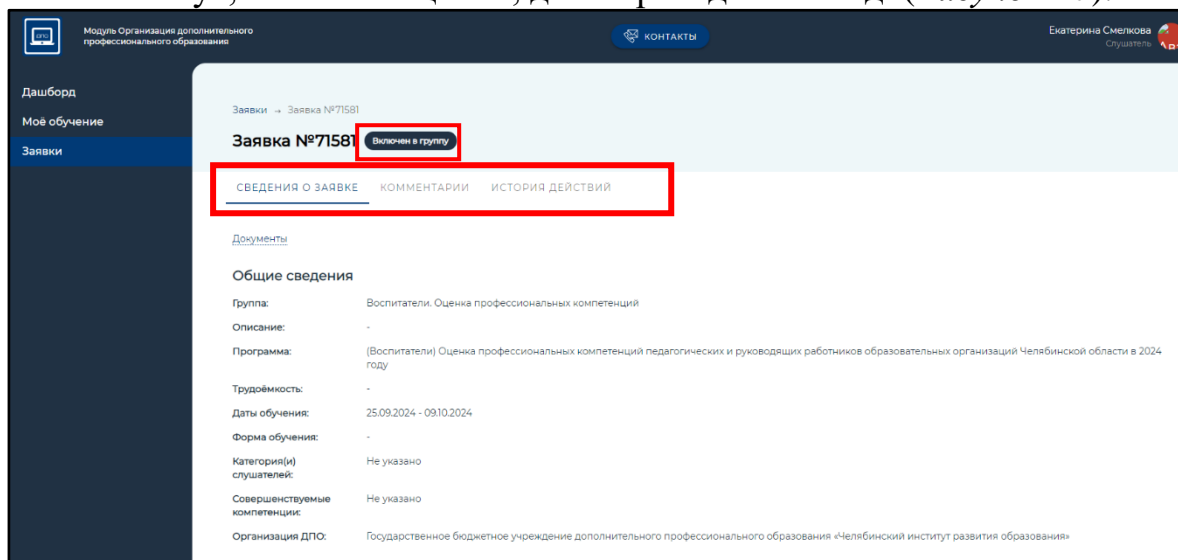 Модуль Организация дополнительного
профессионального образования
КОНТАКТЫ
Екатерина Смелкова
Слушатель
Дашборд
Моё обучение
Заявки
Заявки → Заявка №71581
Заявка №71581 Включен в группу
СВЕДЕНИЯ О ЗАЯВКЕ КОММЕНТАРИИ ИСТОРИЯ ДЕЙСТВИЙ
Документы
Общие сведения
Группа: Воспитатели. Оценка профессиональных компетенций
Описание: -
Программа: (Воспитатели) Оценка профессиональных компетенций педагогических и руководящих работников образовательных организаций Челябинской области в 2024
году
Трудоёмкость: -
Даты обучения: 25.09.2024 - 09.10.2024
Форма обучения: -
Категория(и) Не указано
слушателей:
Совершенствуемые Не указано
компетенции:
Организация ДПО: Государственное бюджетное учреждение дополнительного профессионального образования «Челябинский институт развития образования»